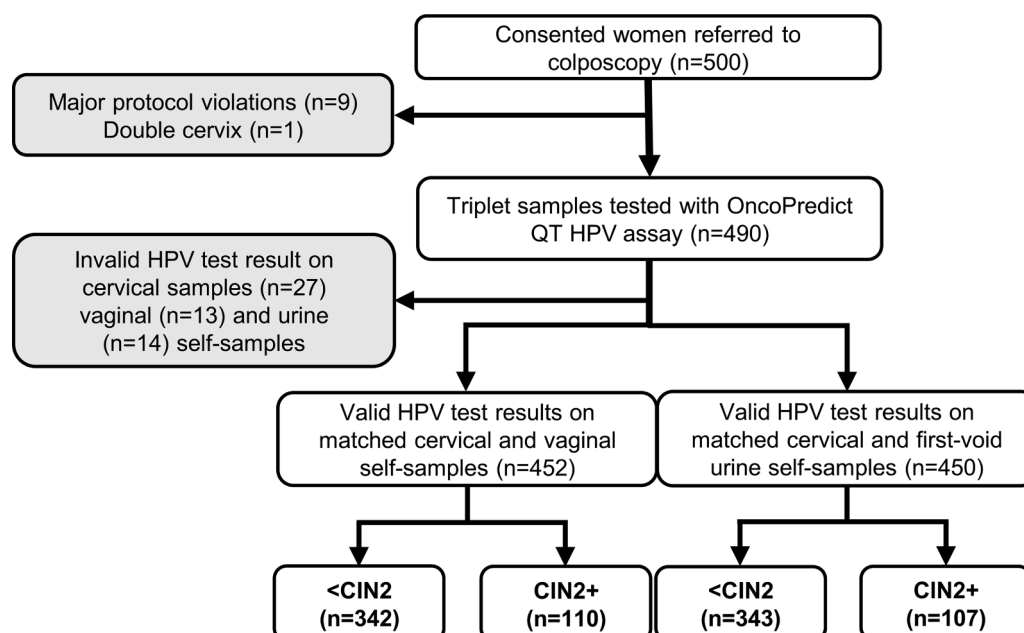 Consented women referred to
colposcopy (n=500)
Major protocol violations (n=9)
Double cervix (n=1)
Triplet samples tested with OncoPredict
QT HPV assay (n=490)
Invalid HPV test result on
cervical samples (n=27)
vaginal (n=13) and urine
(n=14) self-samples
Valid HPV test results on
matched cervical and vaginal
self-samples (n=452)
Valid HPV test results on
matched cervical and first-void
urine self-samples (n=450)
<CIN2
(n=342)
CIN2+
(n=110)
<CIN2
(n=343)
CIN2+
(n=107)